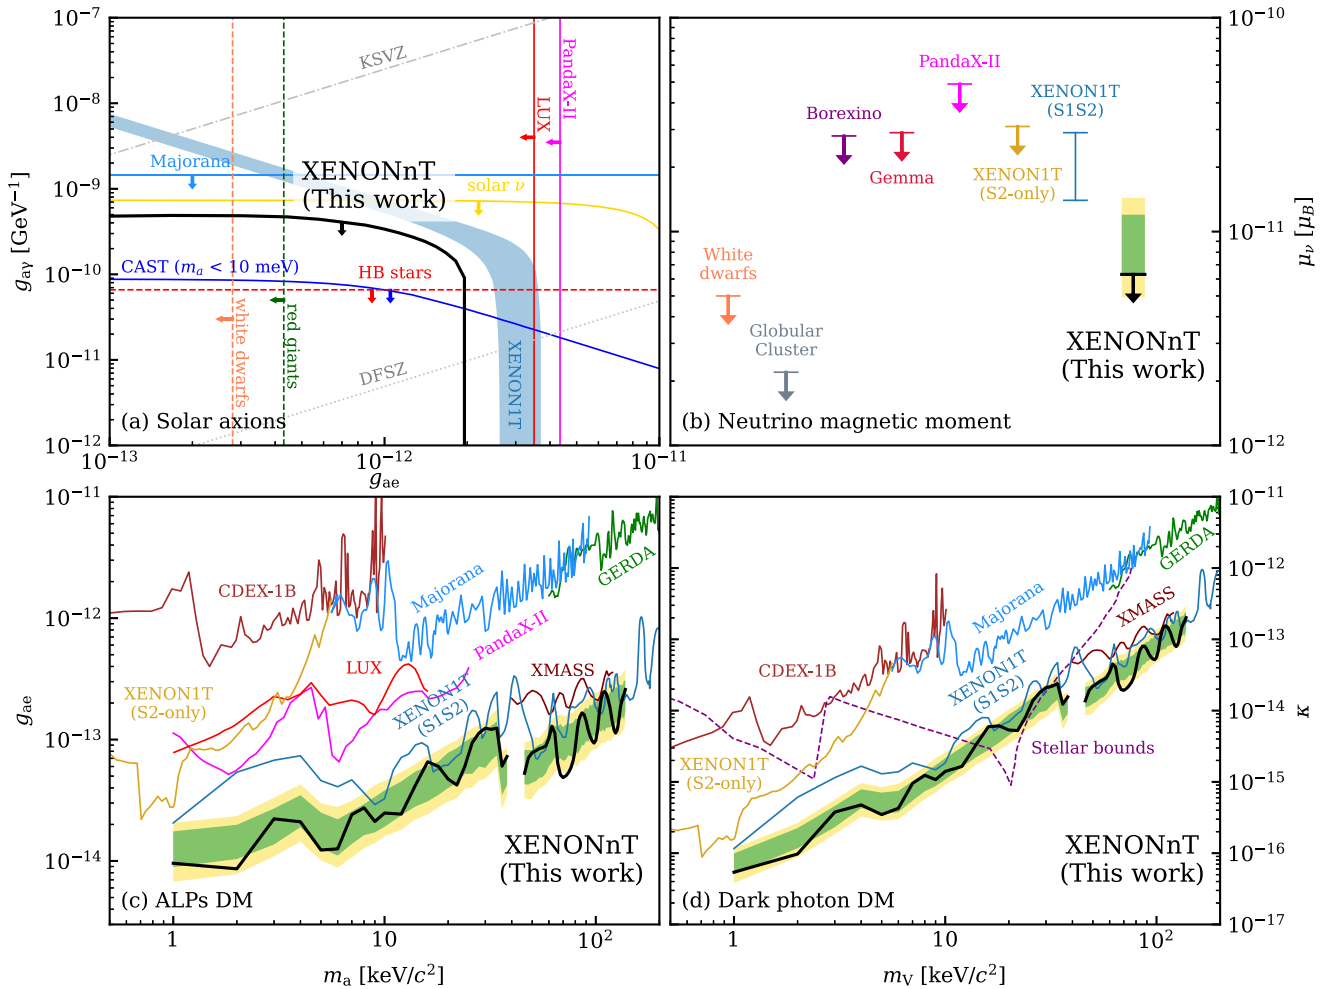 10⁻⁷
10⁻⁸
10⁻⁹
10⁻¹⁰
10⁻¹¹
10⁻¹²
g_aγ [GeV⁻¹]
KSVZ
PandaX-II
LUX
Majorana
XENONnT
(This work)
solar ν
CAST (m_a < 10 meV)
HB stars
white dwarfs
red giants
DFSZ
XENON1T
(a) Solar axions
10⁻¹³
10⁻¹²
10⁻¹¹
g_ae
PandaX-II
XENON1T
(S1S2)
Borexino
Gemma
XENON1T
(S2-only)
White
dwarfs
Globular
Cluster
XENONnT
(This work)
(b) Neutrino magnetic moment
10⁻¹⁰
10⁻¹¹
10⁻¹²
μ_ν [μ_B]
10⁻¹¹
10⁻¹²
10⁻¹³
10⁻¹⁴
g_ae
CDEX-1B
Majorana
GERDA
PandaX-II
LUX
XMASS
XENON1T
(S2-only)
XENON1T
(S1S2)
XENONnT
(This work)
(c) ALPs DM
1
10
10²
m_a [keV/c²]
GERDA
Majorana
XMASS
CDEX-1B
XENON1T
(S1S2)
Stellar bounds
XENON1T
(S2-only)
XENONnT
(This work)
(d) Dark photon DM
10⁻¹¹
10⁻¹²
10⁻¹³
10⁻¹⁴
10⁻¹⁵
10⁻¹⁶
10⁻¹⁷
κ
1
10
10²
m_V [keV/c²]